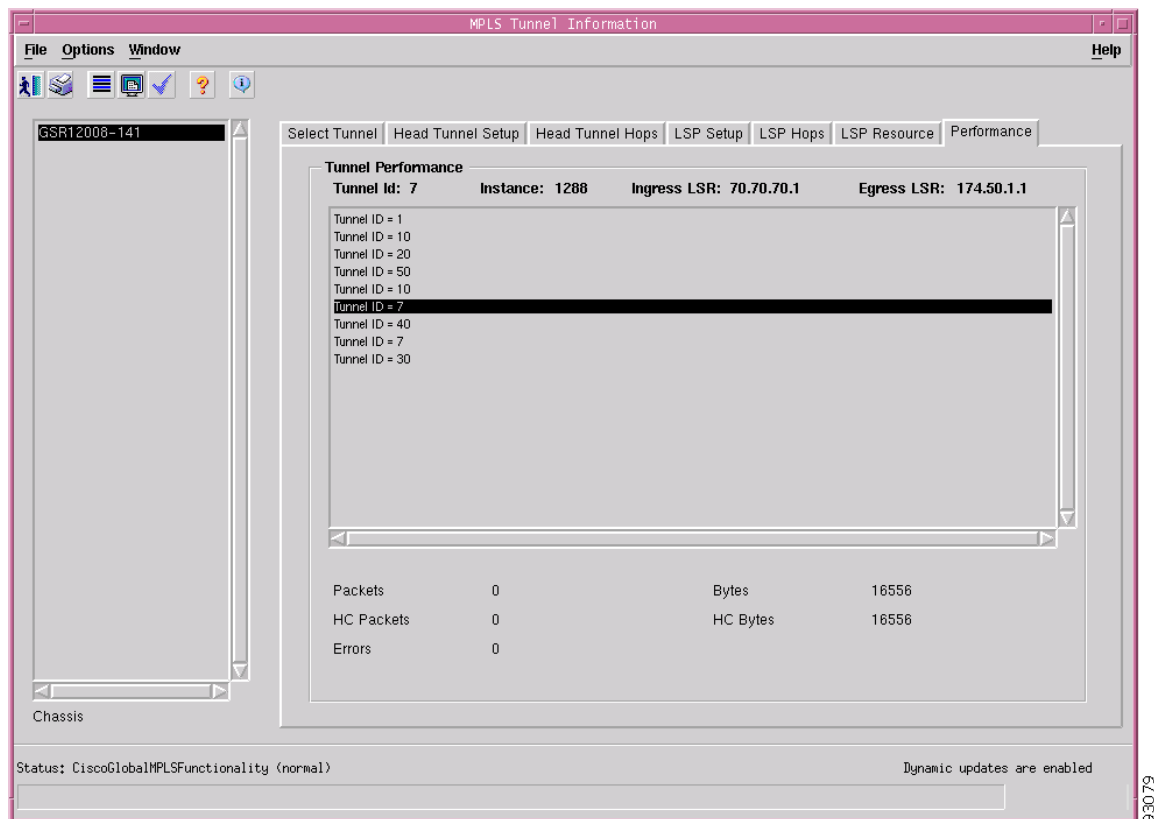 MPLS Tunnel Information
File Options Window Help
GSR12008-141
Select Tunnel Head Tunnel Setup Head Tunnel Hops LSP Setup LSP Hops LSP Resource Performance
Tunnel Performance
Tunnel Id: 7 Instance: 1288 Ingress LSR: 70.70.70.1 Egress LSR: 174.50.1.1
Tunnel ID = 1
Tunnel ID = 10
Tunnel ID = 20
Tunnel ID = 50
Tunnel ID = 10
Tunnel ID = 7
Tunnel ID = 40
Tunnel ID = 7
Tunnel ID = 30
Packets 0 Bytes 16556
HC Packets 0 HC Bytes 16556
Errors 0
Chassis
Status: CiscoGlobalMPLSFunctionality (normal) Dynamic updates are enabled
93079